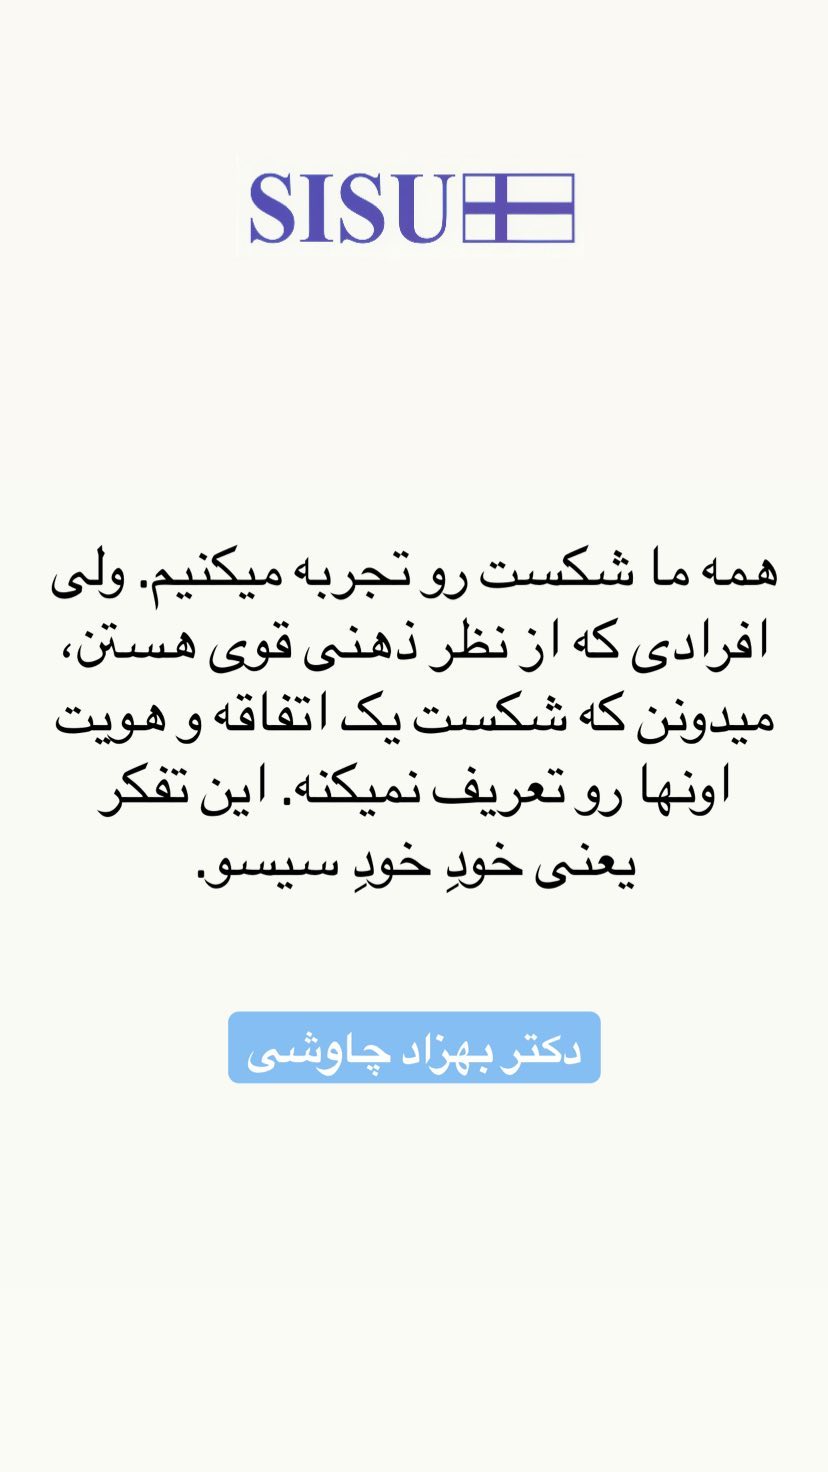 SISU
همه ما شکست رو تجربه میکنیم. ولی
افرادی که از نظر ذهنی قوی هستن،
میدونن که شکست یک اتفاقه و هویت
اونها رو تعریف نمیکنه. این تفکر
یعنی خودِ خودِ سیسو.
دکتر بهزاد چاوشی